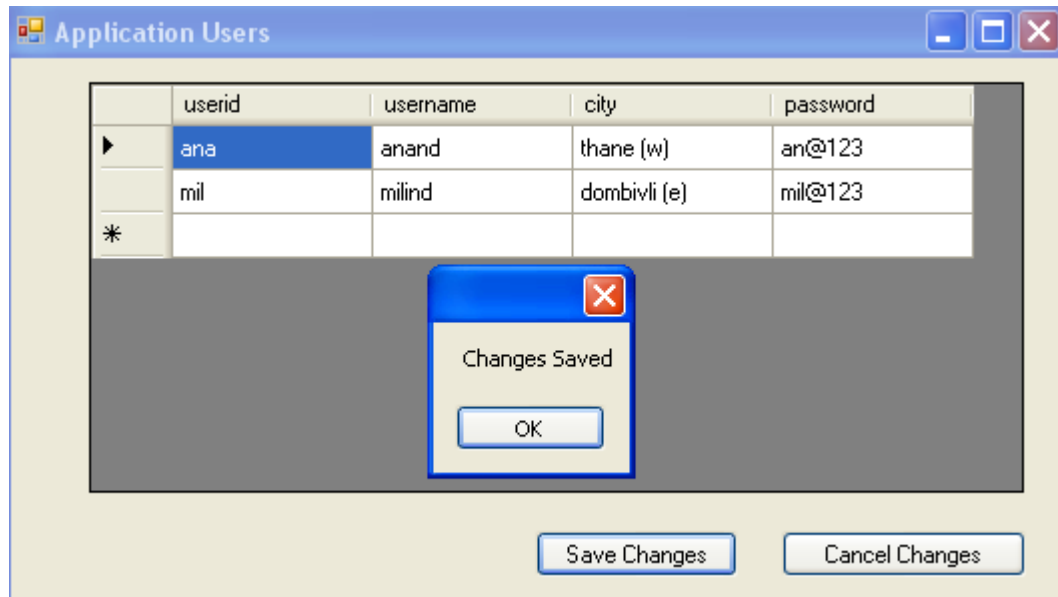 Application Users
userid username city password
ana anand thane (w) an@123
mil milind dombivli (e) mil@123
Changes Saved
OK
Save Changes Cancel Changes